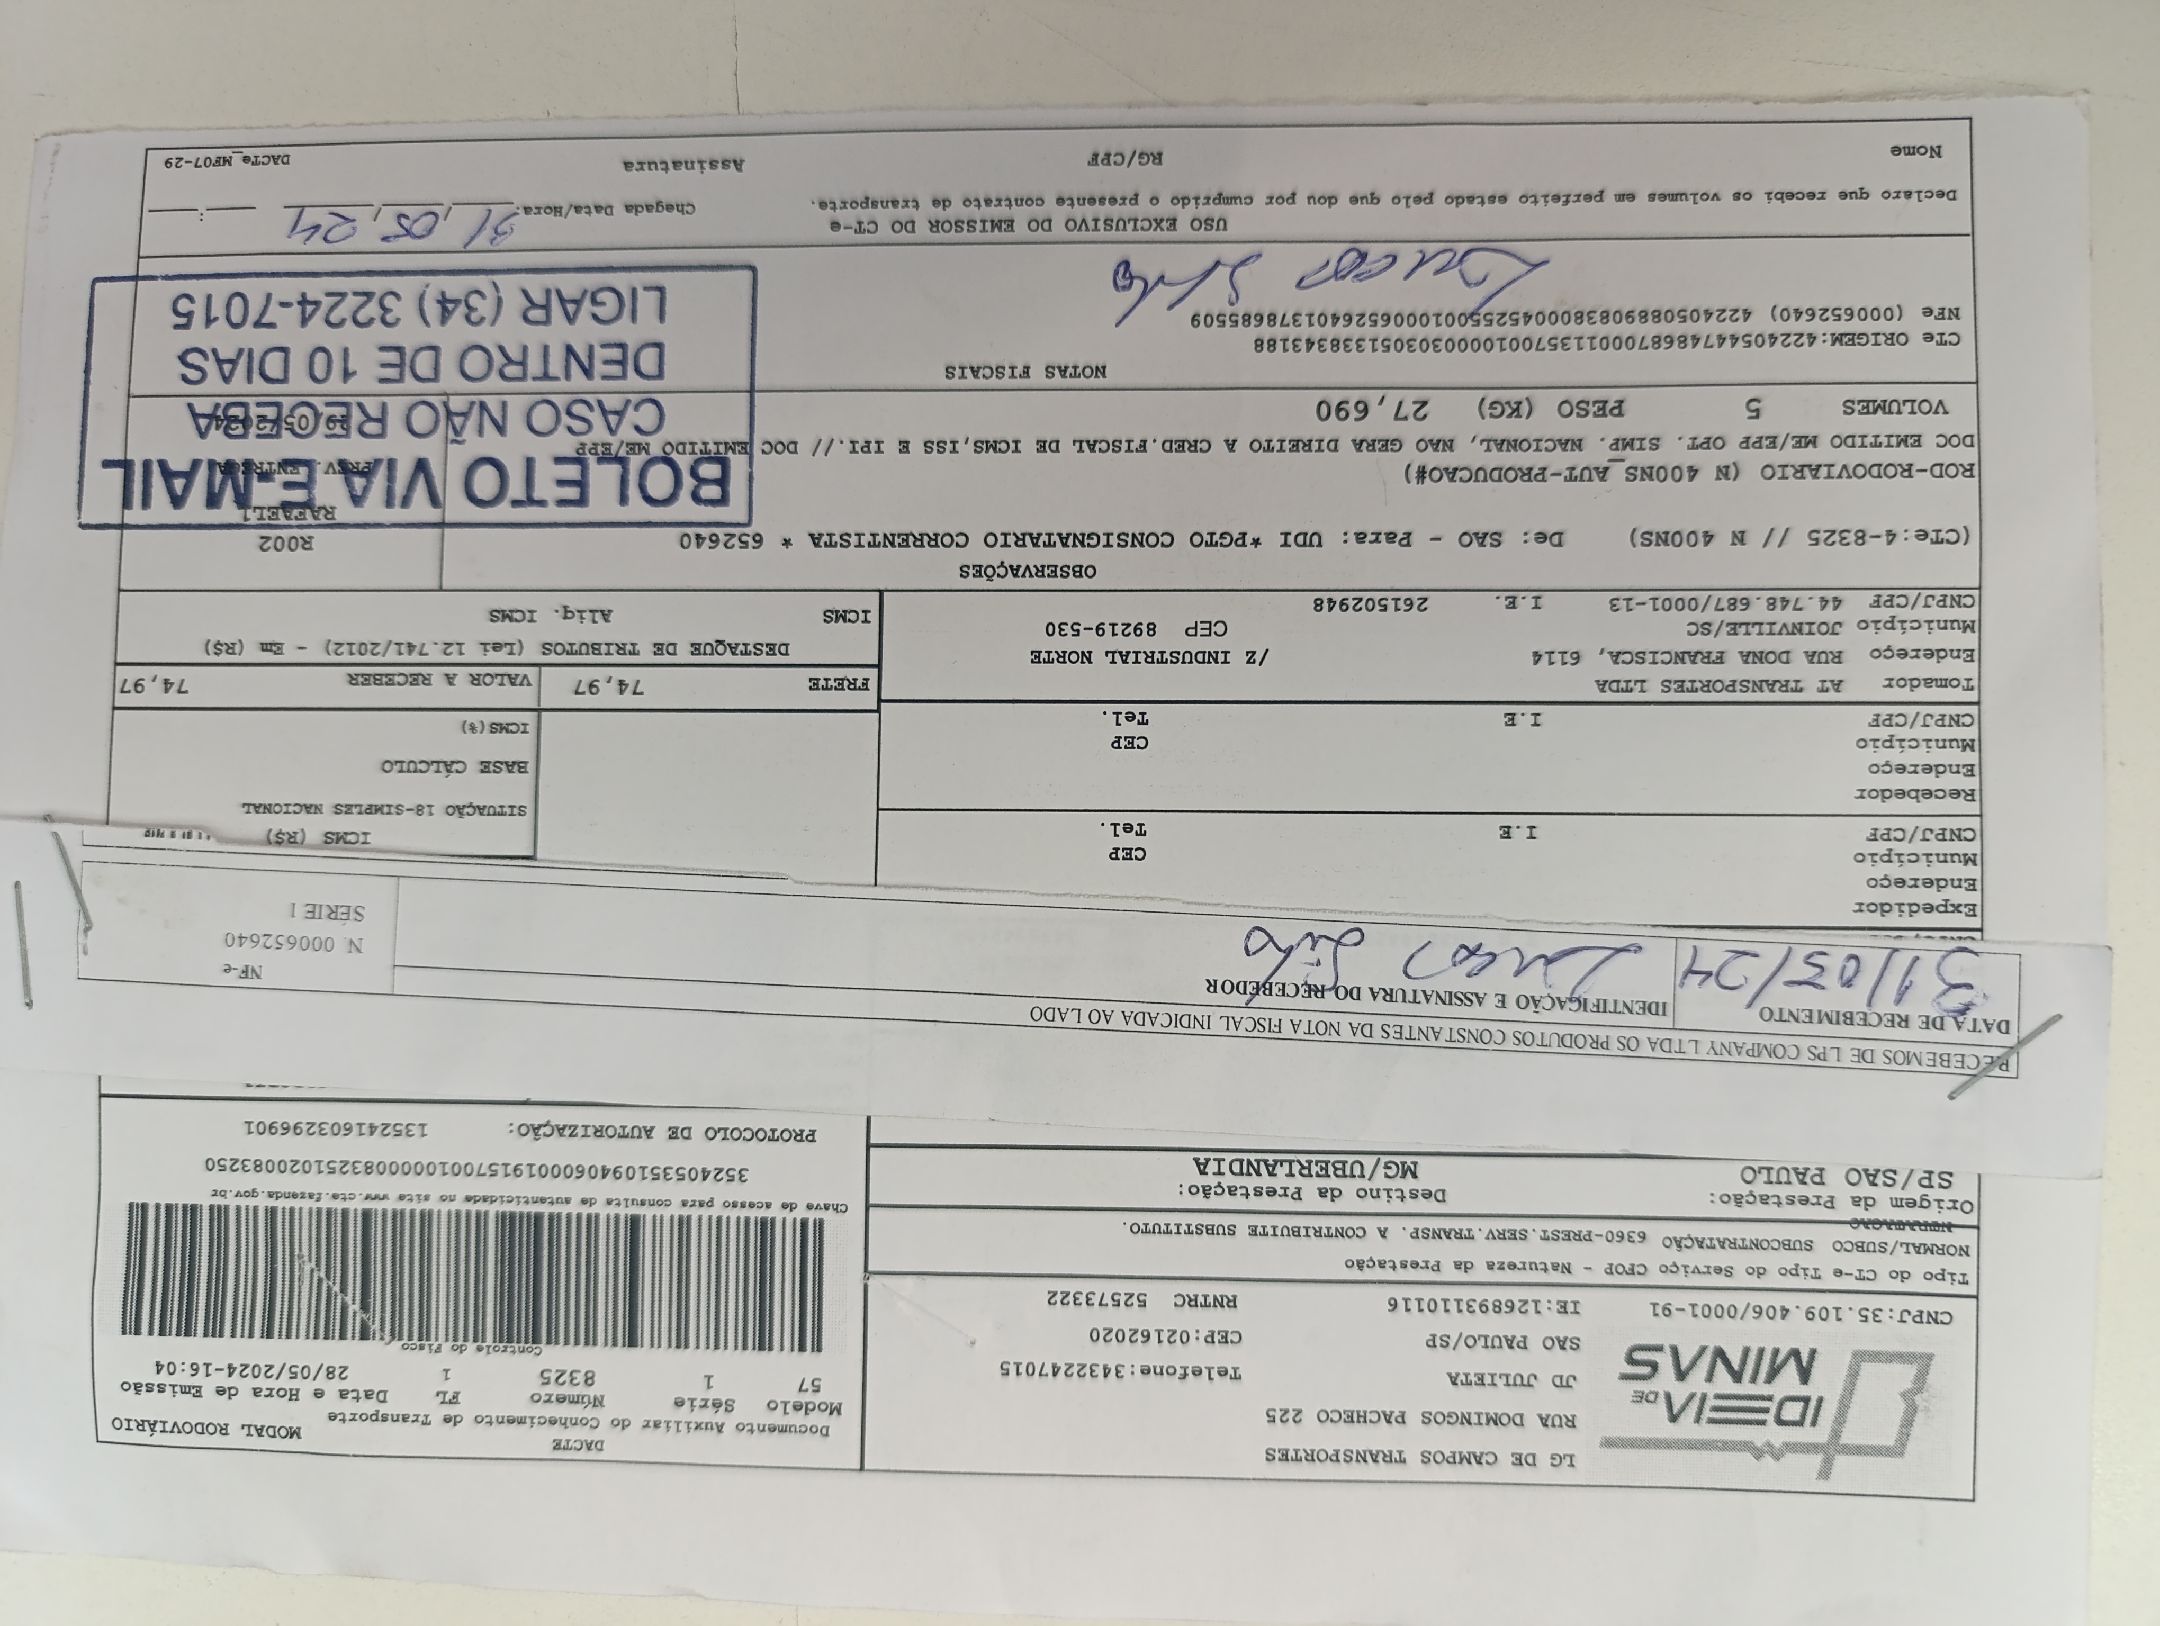 IDEIA DE
MINAS
LG DE CAMPOS TRANSPORTES
RUA DOMINGOS PACHECO 225
JD JULIETA Telefone:3432247015
SAO PAULO/SP CEP:02162020
CNPJ:35.109.406/0001-91 IE:126893110116 RNTRC 52573322
DACTE
Documento Auxiliar do Conhecimento de Transporte
MODAL RODOVIÁRIO
Modelo Série Número FL Data e Hora de Emissão
57 1 8325 1 28/05/2024-16:04
Controle do Fisco
Chave de acesso para consulta de autenticidade no site www.cte.fazenda.gov.br
35240535109406000191570010000083251020083250
PROTOCOLO DE AUTORIZAÇÃO: 135241603296901
Tipo do CT-e Tipo do Serviço CFOP - Natureza da Prestação
NORMAL/SUBCO SUBCONTRATAÇÃO 6360-PREST.SERV.TRANSP. A CONTRIBUITE SUBSTITUTO.
NTRATAÇÃO
Origem da Prestação: Destino da Prestação:
SP/SAO PAULO MG/UBERLANDIA
RECEBEMOS DE LPS COMPANY LTDA OS PRODUTOS CONSTANTES DA NOTA FISCAL INDICADA AO LADO
DATA DE RECEBIMENTO IDENTIFICAÇÃO E ASSINATURA DO RECEBEDOR
31/05/24 Lucas
NF-e
N. 000652640
SÉRIE 1
Expedidor
Endereço
Município CEP
CNPJ/CPF I.E Tel.
Recebedor
Endereço
Município CEP
CNPJ/CPF I.E Tel.
ICMS (R$)
SITUAÇÃO 18-SIMPLES NACIONAL
BASE CÁLCULO
ICMS(%)
Tomador AT TRANSPORTES LTDA
Endereço RUA DONA FRANCISCA, 6114 /Z INDUSTRIAL NORTE
Município JOINVILLE/SC CEP 89219-530
CNPJ/CPF 44.748.687/0001-13 I.E. 261502948
FRETE 74,97 VALOR A RECEBER 74,97
DESTAQUE DE TRIBUTOS (Lei 12.741/2012) - Em (R$)
ICMS Aliq. ICMS
OBSERVAÇÕES
(CTe:4-8325 // N 400NS) De: SAO - Para: UDI *PGTO CONSIGNATARIO CORRENTISTA * 652640
R002
RAFAEL1
ROD-RODOVIARIO (N 400NS_AUT-PRODUCAO#)
PREV. ENTREGA
DOC EMITIDO ME/EPP OPT. SIMP. NACIONAL, NAO GERA DIREITO A CRED.FISCAL DE ICMS,ISS E IPI.// DOC EMITIDO ME/EPP
29/05/2024
VOLUMES 5 PESO (KG) 27,690
BOLETO VIA E-MAIL
CASO NÃO RECEBA
DENTRO DE 10 DIAS
LIGAR (34) 3224-7015
NOTAS FISCAIS
CTe ORIGEM:42240544748687000113570010000303051338343188
NFe (000652640) 42240508890838000452550010006526401378685509
Lucas
USO EXCLUSIVO DO EMISSOR DO CT-e
Declaro que recebi os volumes em perfeito estado pelo que dou por cumprido o presente contrato de transporte.
Chegada Data/Hora: 31,05,24
Nome RG/CPF Assinatura
DACTe_MF07-29